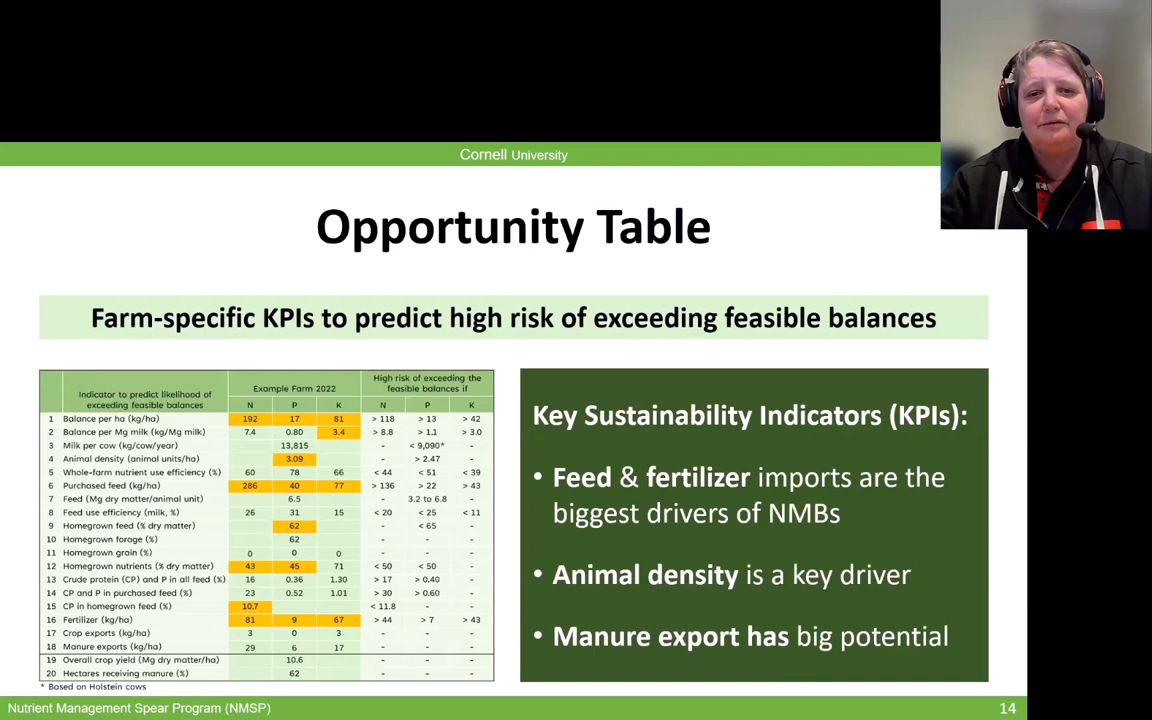 Cornell University
Opportunity Table
Farm-specific KPIs to predict high risk of exceeding feasible balances
Indicator to predict likelihood of exceeding feasible balances Example Farm 2022 High risk of exceeding the feasible balances if
N P K N P K
1 Balance per ha (kg/ha) 192 17 81 > 118 > 13 > 42
2 Balance per Mg milk (kg/Mg milk) 7.4 0.80 3.4 > 8.8 > 1.1 > 3.0
3 Milk per cow (kg/cow/year) 13,815 - < 9,090* -
4 Animal density (animal units/ha) 3.09 - > 2.47 -
5 Whole-farm nutrient use efficiency (%) 60 78 66 < 44 < 51 < 39
6 Purchased feed (kg/ha) 286 40 77 > 136 > 22 > 43
7 Feed (Mg dry matter/animal unit) 6.5 - 3.2 to 6.8 -
8 Feed use efficiency (milk, %) 26 31 15 < 20 < 25 < 11
9 Homegrown feed (% dry matter) 62 - < 65 -
10 Homegrown forage (%) 62 - - -
11 Homegrown grain (%) 0 0 0 - - -
12 Homegrown nutrients (% dry matter) 43 45 71 < 50 < 50 -
13 Crude protein (CP) and P in all feed (%) 16 0.36 1.30 > 17 > 0.40 -
14 CP and P in purchased feed (%) 23 0.52 1.01 > 30 > 0.60 -
15 CP in homegrown feed (%) 10.7 < 11.8 - -
16 Fertilizer (kg/ha) 81 9 67 > 44 > 7 > 43
17 Crop exports (kg/ha) 3 0 3 - - -
18 Manure exports (kg/ha) 29 6 17 - - -
19 Overall crop yield (Mg dry matter/ha) 10.6 - - -
20 Hectares receiving manure (%) 62 - - -
* Based on Holstein cows
Key Sustainability Indicators (KPIs):
• Feed & fertilizer imports are the
biggest drivers of NMBs
• Animal density is a key driver
• Manure export has big potential
Nutrient Management Spear Program (NMSP) 14